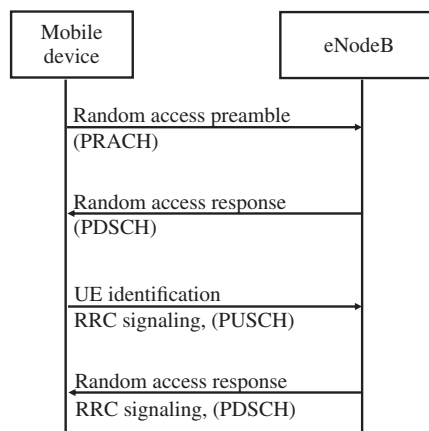 Mobile
device
eNodeB
Random access preamble
(PRACH)
Random access response
(PDSCH)
UE identification
RRC signaling, (PUSCH)
Random access response
RRC signaling, (PDSCH)